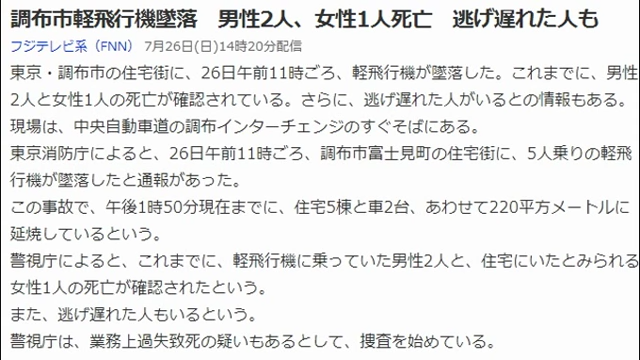 調布市軽飛行機墜落 男性2人、女性1人死亡 逃げ遅れた人も
フジテレビ系（FNN） 7月26日(日)14時20分配信
東京・調布市の住宅街に、26日午前11時ごろ、軽飛行機が墜落した。これまでに、男性
2人と女性1人の死亡が確認されている。さらに、逃げ遅れた人がいるとの情報もある。
現場は、中央自動車道の調布インターチェンジのすぐそばにある。
東京消防庁によると、26日午前11時ごろ、調布市富士見町の住宅街に、5人乗りの軽飛
行機が墜落したと通報があった。
この事故で、午後1時50分現在までに、住宅5棟と車2台、あわせて220平方メートルに
延焼しているという。
警視庁によると、これまでに、軽飛行機に乗っていた男性2人と、住宅にいたとみられる
女性1人の死亡が確認されたという。
また、逃げ遅れた人もいるという。
警視庁は、業務上過失致死の疑いもあるとして、捜査を始めている。